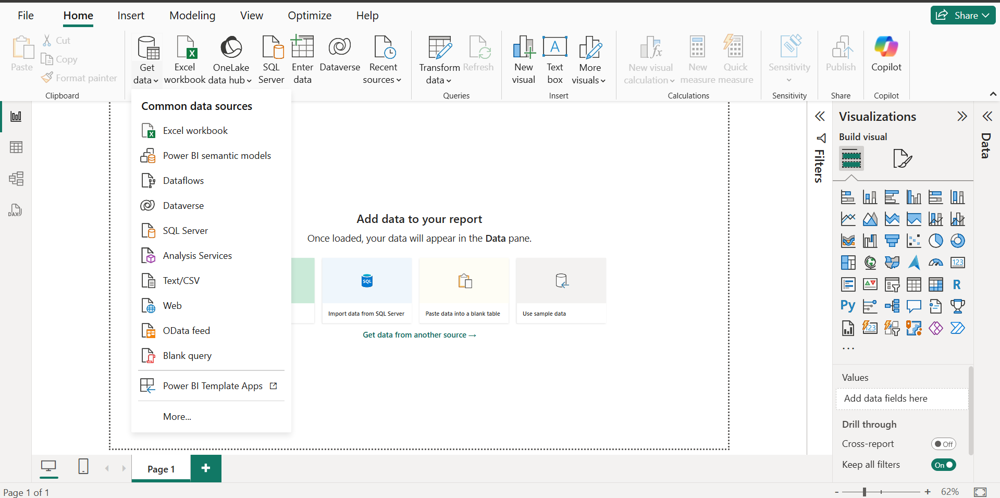 File Home Insert Modeling View Optimize Help Share
Paste
Cut
Copy
Format painter
Clipboard
Get data
Excel workbook
OneLake data hub
SQL Server
Enter data
Dataverse
Recent sources
Transform data
Refresh
Queries
New visual
Text box
More visuals
Insert
New visual calculation
New measure
Quick measure
Calculations
Sensitivity
Sensitivity
Publish
Share
Copilot
Copilot
DAX
Common data sources
Excel workbook
Power BI semantic models
Dataflows
Dataverse
SQL Server
Analysis Services
Text/CSV
Web
OData feed
Blank query
Power BI Template Apps
More...
Add data to your report
Once loaded, your data will appear in the Data pane.
SQL
Import data from SQL Server
Paste data into a blank table
Use sample data
Get data from another source →
Filters
Visualizations
Build visual
123
R
Py
123
...
Values
Add data fields here
Drill through
Cross-report Off
Keep all filters On
Data
Page 1 +
Page 1 of 1
- + 62%